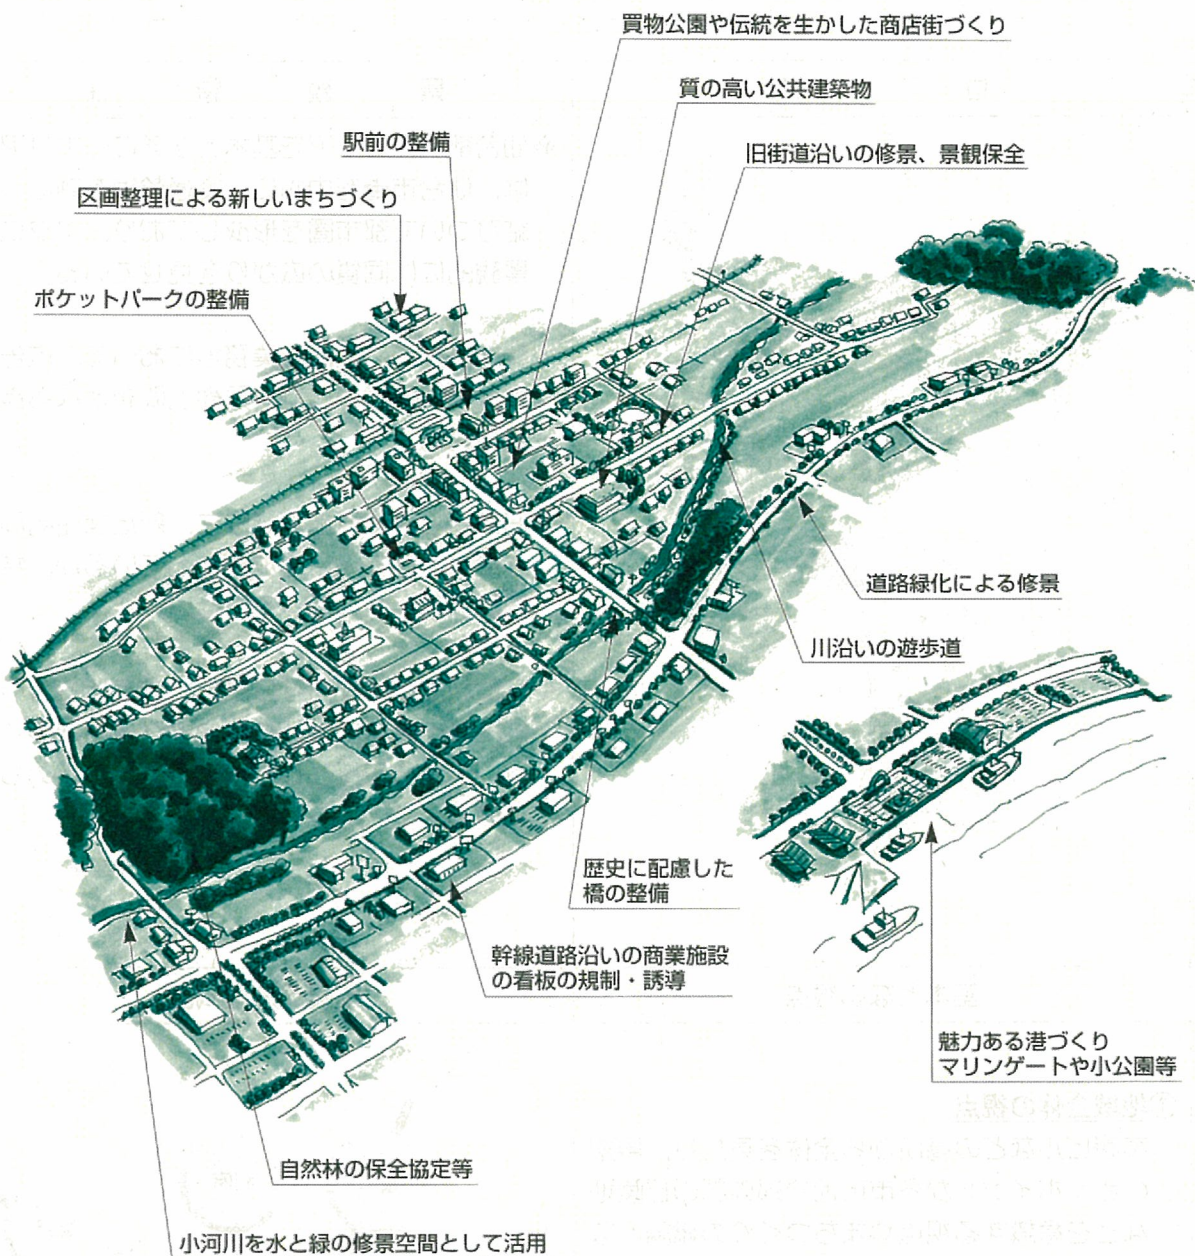 買物公園や伝統を生かした商店街づくり
質の高い公共建築物
駅前の整備
旧街道沿いの修景、景観保全
区画整理による新しいまちづくり
ポケットパークの整備
道路緑化による修景
川沿いの遊歩道
歴史に配慮した
橋の整備
幹線道路沿いの商業施設
の看板の規制・誘導
魅力ある港づくり
マリンゲートや小公園等
自然林の保全協定等
小河川を水と緑の修景空間として活用